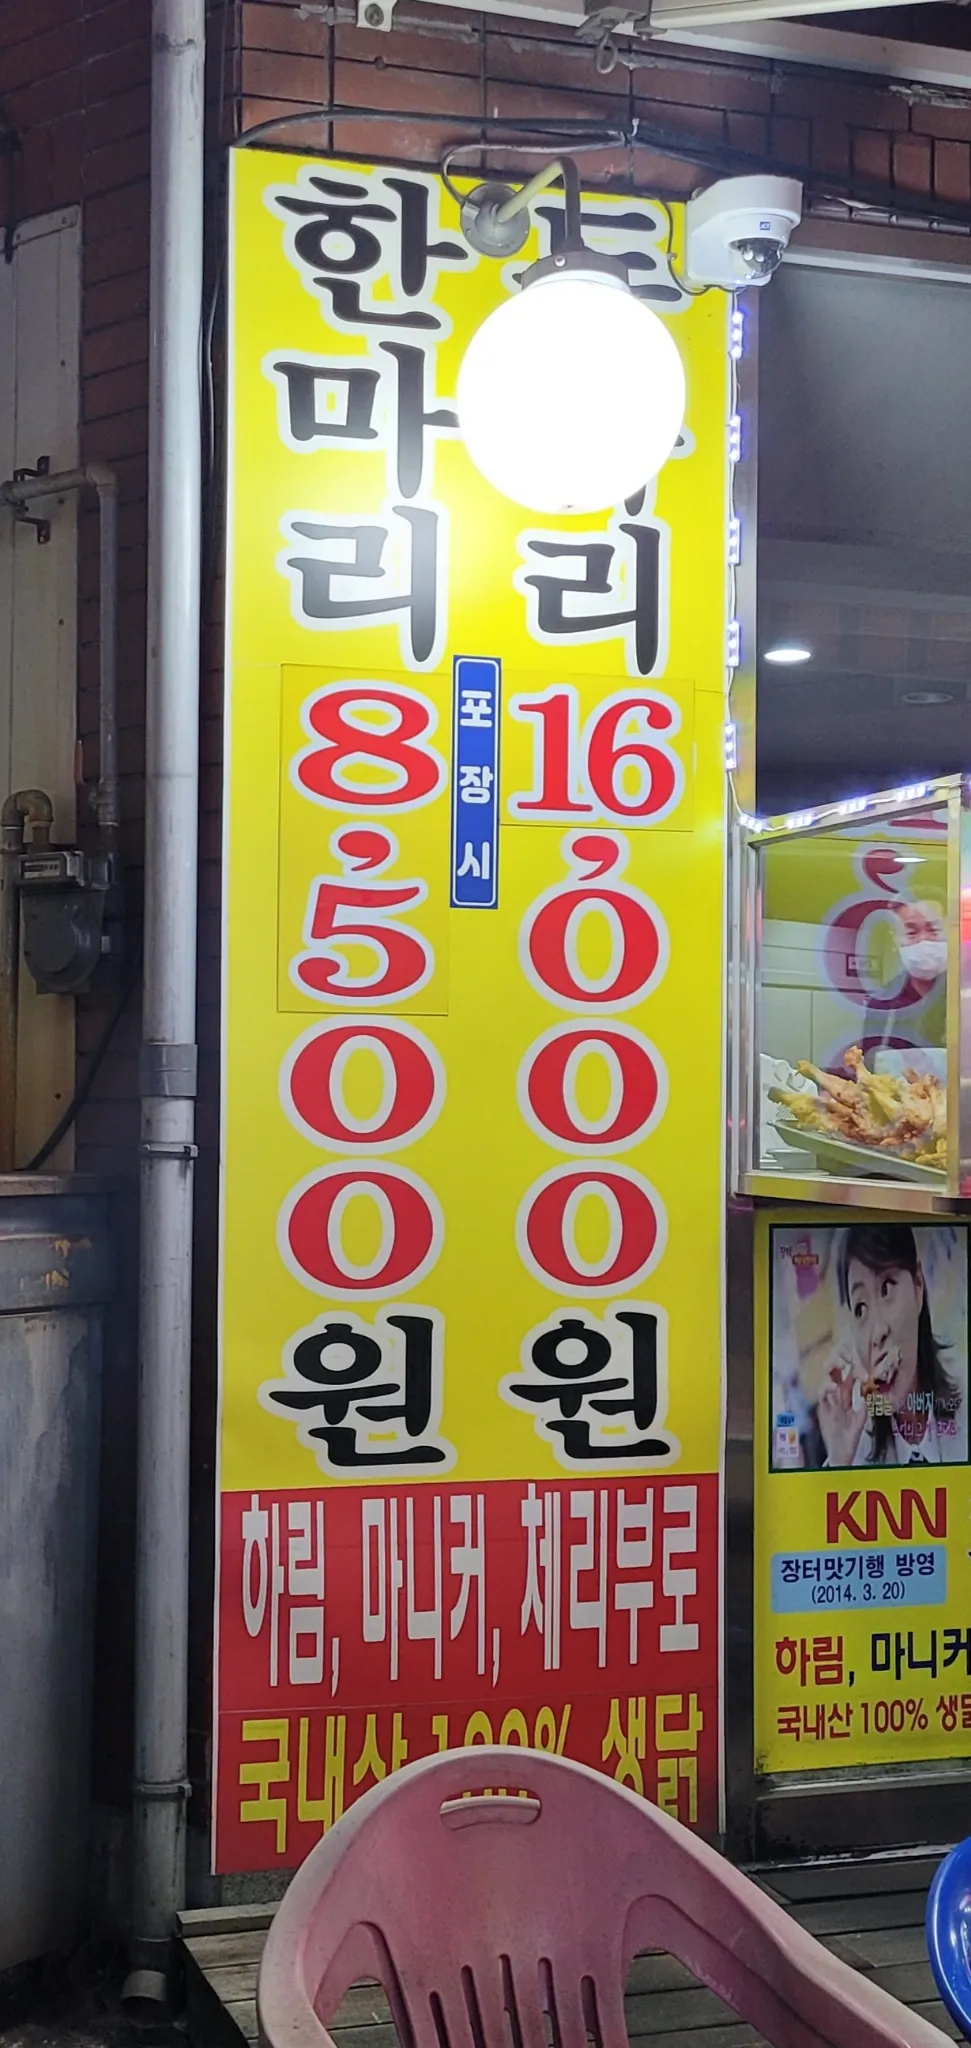 한마리
8,500원
포장시
리
16,000원
하림, 마니커, 체리부로
국내산 100% 생닭
KNN
장터맛기행 방영
(2014. 3. 20)
하림, 마니커
국내산 100% 생닭